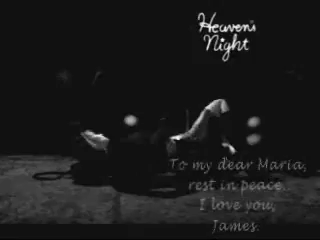 Heaven's
Night
To my dear Maria,
rest in peace.
I love you,
James.